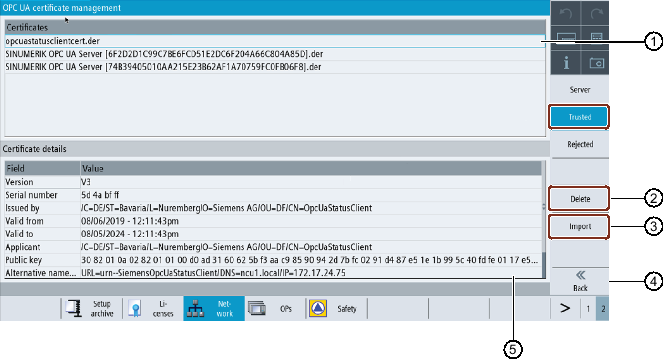 OPC UA certificate management
Certificates
opcuastatusclientcert.der
SINUMERIK OPC UA Server [6F2D2D1C99C7BE6FCD51E2DC6F204A66C804A85D].der
SINUMERIK OPC UA Server [74B39405010AA215E23B62AF1A70759FC0FB06F8].der
Certificate details
Field Value
Version V3
Serial number 5d 4a bf ff
Issued by /C=DE/ST=Bavaria/L=Nuremberg/O=Siemens AG/OU=DF/CN=OpcUaStatusClient
Valid from 08/06/2019 - 12:11:43pm
Valid to 08/05/2024 - 12:11:43pm
Applicant /C=DE/ST=Bavaria/L=Nuremberg/O=Siemens AG/OU=DF/CN=OpcUaStatusClient
Public key 30 82 01 0a 02 82 01 01 00 d0 ad 31 60 62 5b f3 aa c9 85 90 94 2d 7b fc 02 91 d4 87 e5 1e 1b 99 5c 40 fd fe 01 17 e5...
Alternative name... URL=urn--SiemensOpcUaStatusClient/DNS=ncu1.local/IP=172.17.24.75
i
Server
Trusted
Rejected
Delete
Import
Back
Setup archive
Li-censes
Net-work
OPs
Safety
> 1 2
1
2
3
4
5